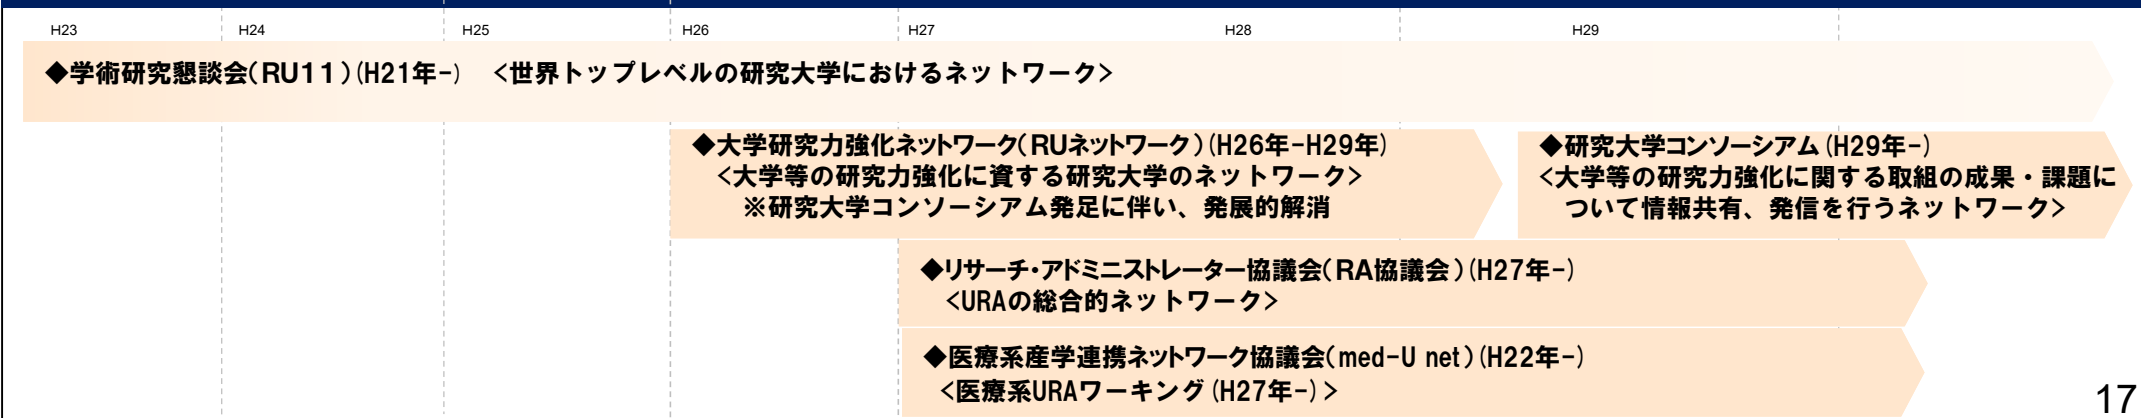 H23 H24 H25 H26 H27 H28 H29
◆学術研究懇談会(RU11)(H21年-) <世界トップレベルの研究大学におけるネットワーク>
◆大学研究力強化ネットワーク(RUネットワーク)(H26年-H29年)
<大学等の研究力強化に資する研究大学のネットワーク>
※研究大学コンソーシアム発足に伴い、発展的解消
◆研究大学コンソーシアム(H29年-)
<大学等の研究力強化に関する取組の成果・課題に
ついて情報共有、発信を行うネットワーク>
◆リサーチ・アドミニストレーター協議会(RA協議会)(H27年-)
<URAの総合的ネットワーク>
◆医療系産学連携ネットワーク協議会(med-U net)(H22年-)
<医療系URAワーキング(H27年-)>
17